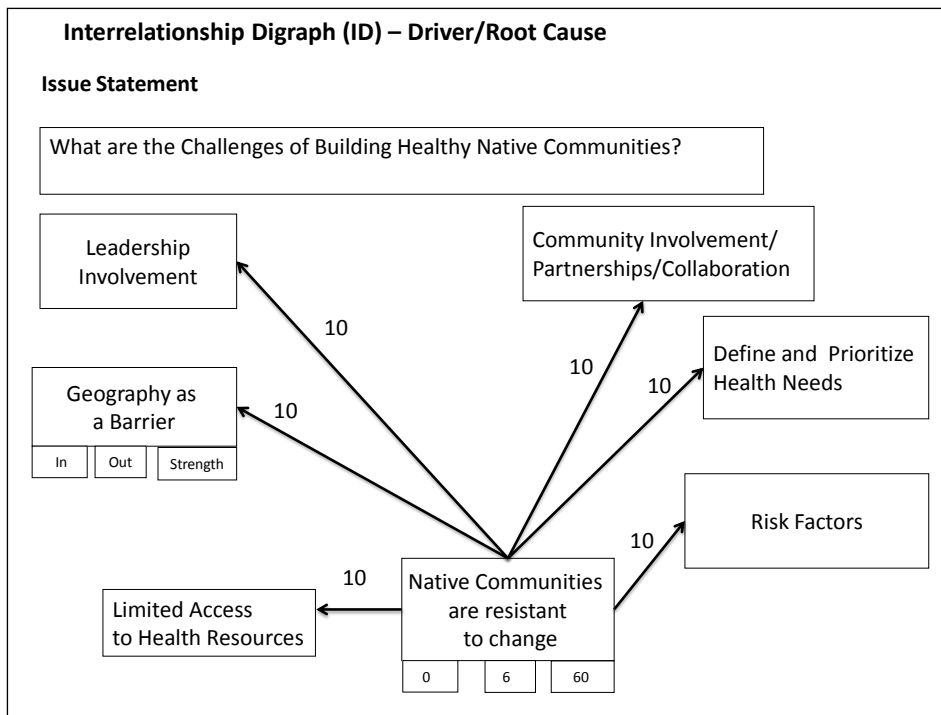 Interrelationship Digraph (ID) – Driver/Root Cause
Issue Statement
What are the Challenges of Building Healthy Native Communities?
Leadership
Involvement
Community Involvement/
Partnerships/Collaboration
10
10
Define and  Prioritize
Health Needs
10
Geography as
a Barrier
10
In
Out
Strength
Risk Factors
10
Limited Access
to Health Resources
10
Native Communities
are resistant
to change
0
6
60